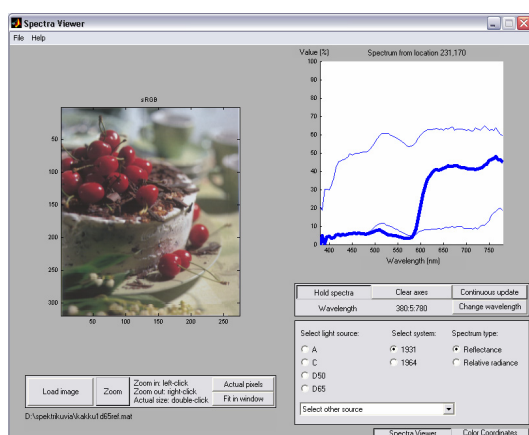 Spectra Viewer
File Help
sRGB
50
100
150
200
250
300
50 100 150 200 250
Value (%) Spectrum from location 231,170
100
90
80
70
60
50
40
30
20
10
0
400 450 500 550 600 650 700 750
Wavelength (nm)
Hold spectra Clear axes Continuous update
Wavelength 380:5:780 Change wavelength
Select light source: Select system: Spectrum type:
A 1931 Reflectance
C 1964 Relative radiance
D50
D65
Select other source
Load image Zoom
Zoom in: left-click
Zoom out: right-click
Actual size: double-click
Actual pixels
Fit in window
D:\spektrikuvia\kakku1d65ref.mat
Spectra Viewer Color Coordinates